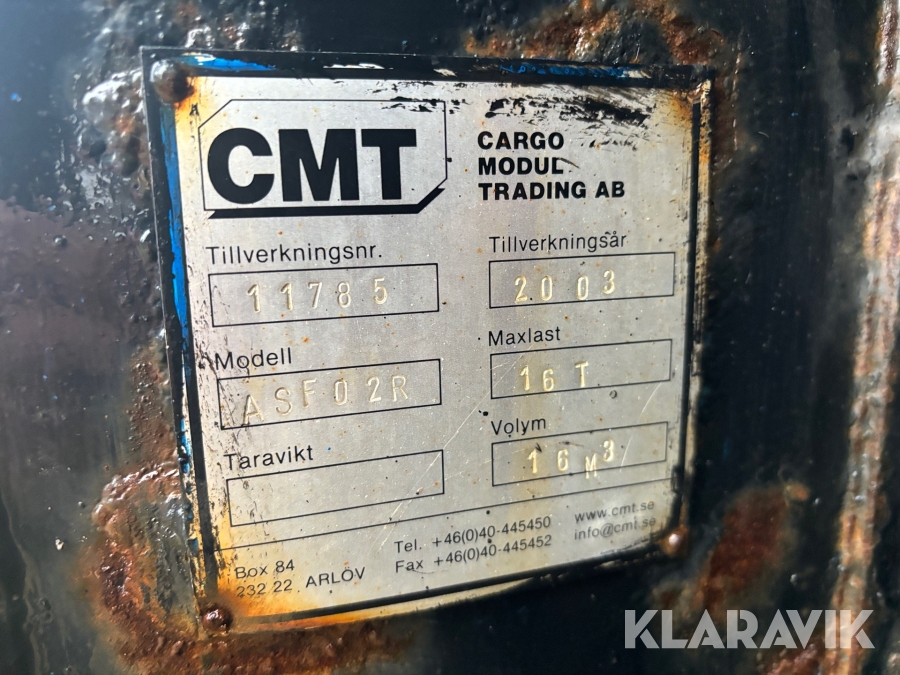 CMT
CARGO
MODUL
TRADING AB
Tillverkningsnr.
11785
Tillverkningsår
2003
Modell
ASF02R
Maxlast
16 T
Taravikt
Volym
16 M3
Box 84
232 22 ARLÖV
Tel. +46(0)40-445450
Fax +46(0)40-445452
www.cmt.se
info@cmt.se
KLARAVIK